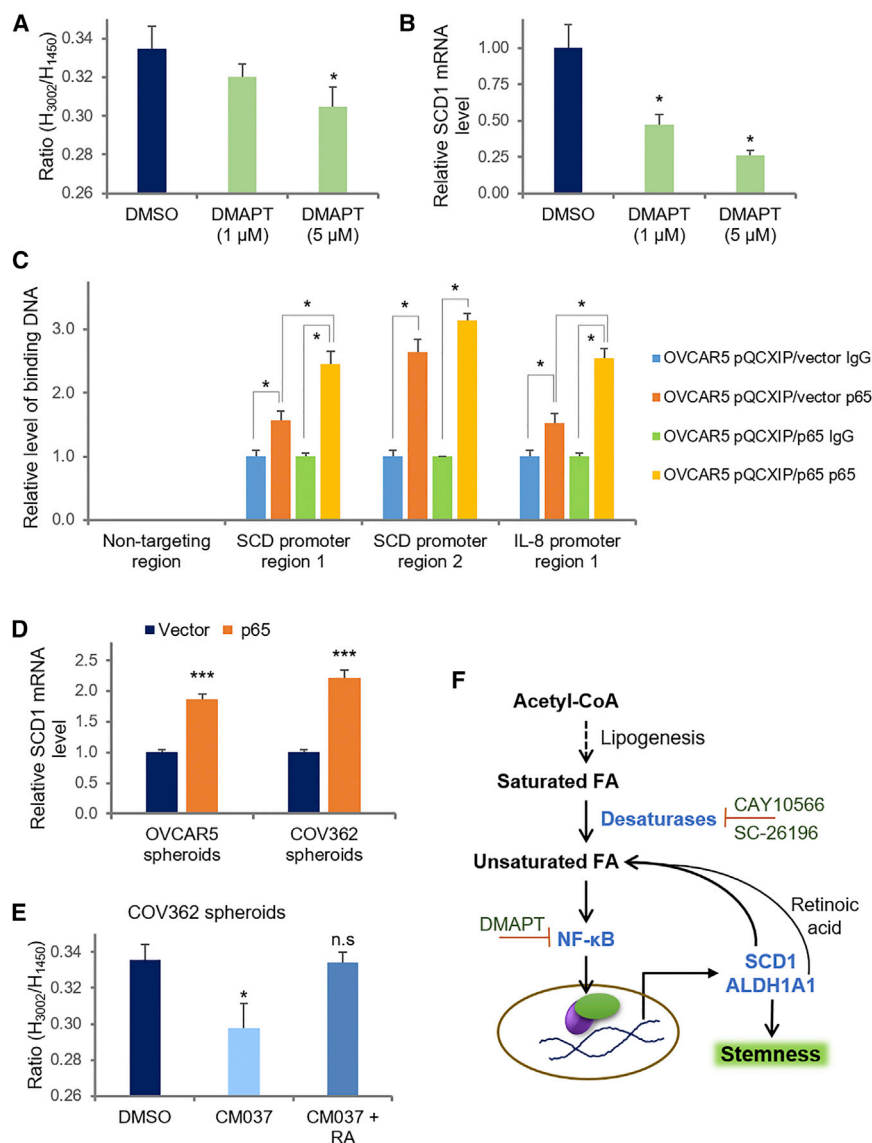 A
Ratio (H3002/H1450)
0.34
0.32
0.30
0.28
0.26
*
DMSO
DMAPT
(1 µM)
DMAPT
(5 µM)
B
Relative SCD1 mRNA
level
1.00
0.75
0.50
0.25
0.00
*
*
DMSO
DMAPT
(1 µM)
DMAPT
(5 µM)
C
Relative level of binding DNA
3.0
2.0
1.0
0.0
*
*
*
*
*
*
*
*
Non-targeting
region
SCD promoter
region 1
SCD promoter
region 2
IL-8 promoter
region 1
OVCAR5 pQCXIP/vector IgG
OVCAR5 pQCXIP/vector p65
OVCAR5 pQCXIP/p65 IgG
OVCAR5 pQCXIP/p65 p65
D
Vector
p65
Relative SCD1 mRNA
level
2.5
2.0
1.5
1.0
0.5
0.0
***
***
OVCAR5
spheroids
COV362
spheroids
E
COV362 spheroids
Ratio (H3002/H1450)
0.34
0.32
0.30
0.28
0.26
*
n.s
DMSO
CM037
CM037 +
RA
F
Acetyl-CoA
Lipogenesis
Saturated FA
Desaturases
CAY10566
SC-26196
Unsaturated FA
Retinoic
acid
DMAPT
NF-κB
SCD1
ALDH1A1
Stemness